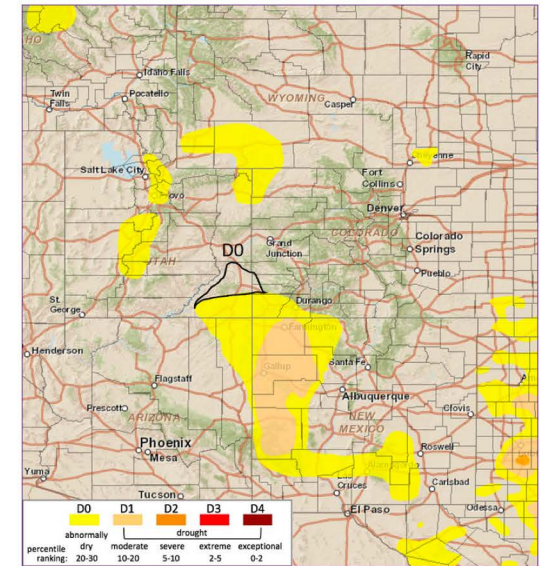 HO
Idaho Falls
Pocatello
Twin
Falls
WYOMING
Casper
Rapid
City
Salt Lake City
ovo
Fort
Collins
Denver
COLORADO
Colorado
Springs
Pueblo
D0
Grand
Junction
UTAH
Durango
St.
George
Farmington
Henderson
Gallup
Santa Fe
Flagstaff
Albuquerque
Prescott
ARIZONA
NEW
MEXICO
Clovis
Phoenix
Mesa
Roswell
Yuma
Cruces
Carlsbad
Tucson
El Paso
Odessa
D0 D1 D2 D3 D4
abnormally
dry
drought
moderate severe extreme exceptional
percentile
ranking:
20-30 10-20 5-10 2-5 0-2